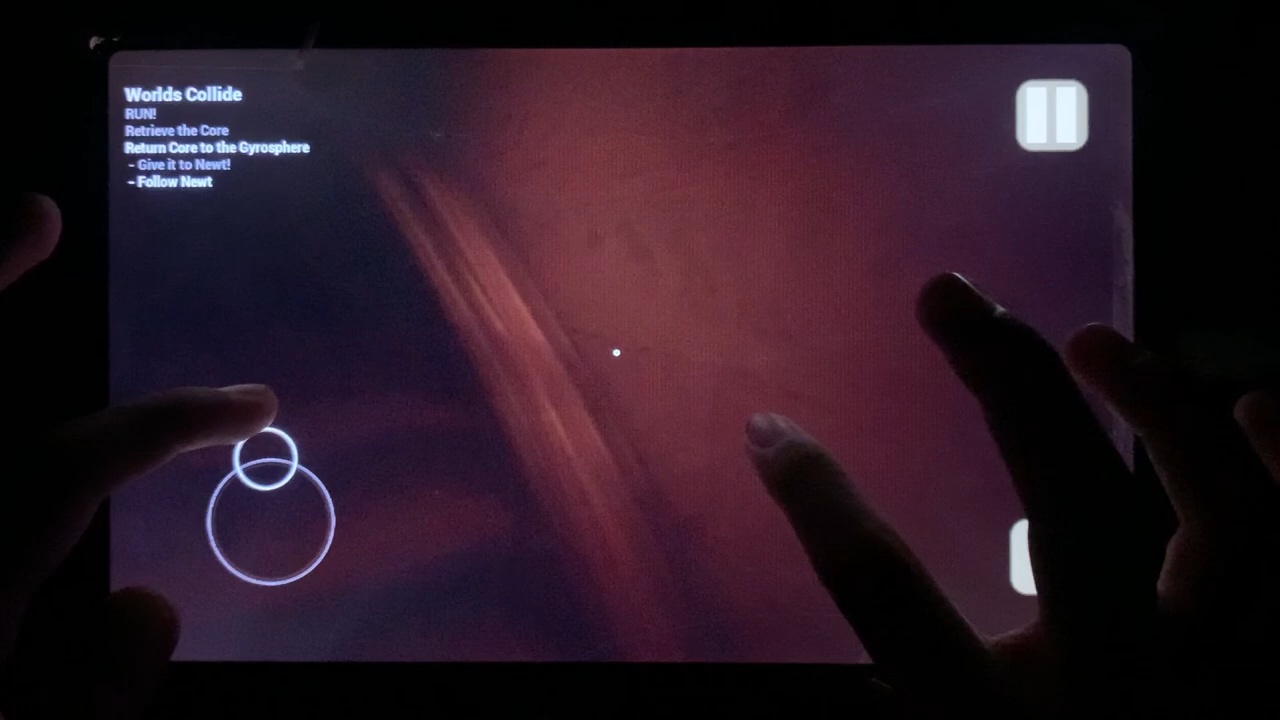 Worlds Collide
RUN!
Retrieve the Core
Return Core to the Gyrosphere
- Give it to Newt!
- Follow Newt